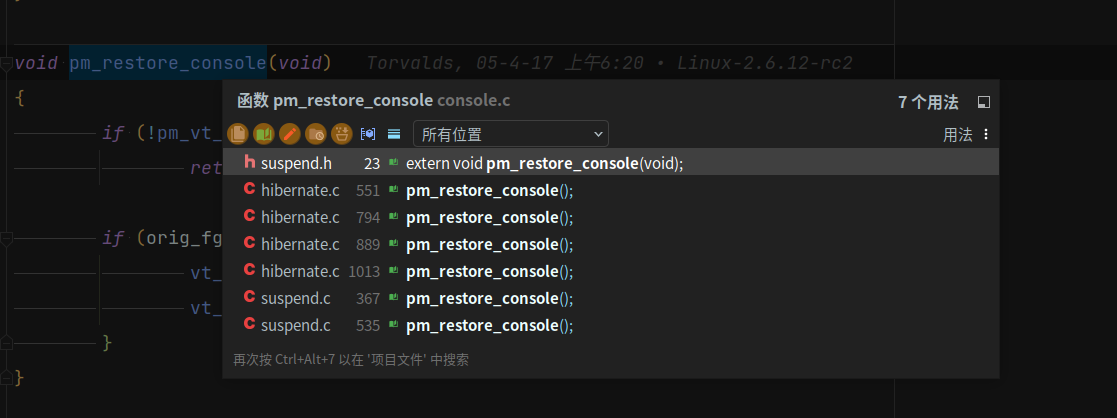 void pm_restore_console(void) Torvalds, 05-4-17 上午6:20 • Linux-2.6.12-rc2
{
函数 pm_restore_console console.c 7 个用法
if (!pm_vt_
所有位置 用法
ret
h suspend.h 23 extern void pm_restore_console(void);
C hibernate.c 551 pm_restore_console();
C hibernate.c 794 pm_restore_console();
if (orig_fg
C hibernate.c 889 pm_restore_console();
C hibernate.c 1013 pm_restore_console();
vt_
C suspend.c 367 pm_restore_console();
vt_
C suspend.c 535 pm_restore_console();
}
再次按 Ctrl+Alt+7 以在 '项目文件' 中搜索
}